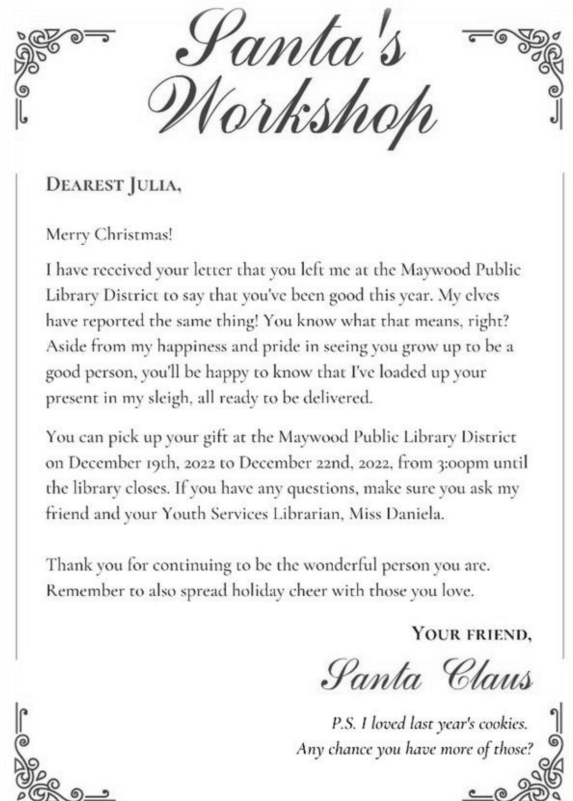 Santa's
Workshop
DEAREST JULIA,
Merry Christmas!
I have received your letter that you left me at the Maywood Public
Library District to say that you've been good this year. My elves
have reported the same thing! You know what that means, right?
Aside from my happiness and pride in seeing you grow up to be a
good person, you'll be happy to know that I've loaded up your
present in my sleigh, all ready to be delivered.
You can pick up your gift at the Maywood Public Library District
on December 19th, 2022 to December 22nd, 2022, from 3:00pm until
the library closes. If you have any questions, make sure you ask my
friend and your Youth Services Librarian, Miss Daniela.
Thank you for continuing to be the wonderful person you are.
Remember to also spread holiday cheer with those you love.
YOUR FRIEND,
Santa Claus
P.S. I loved last year's cookies.
Any chance you have more of those?